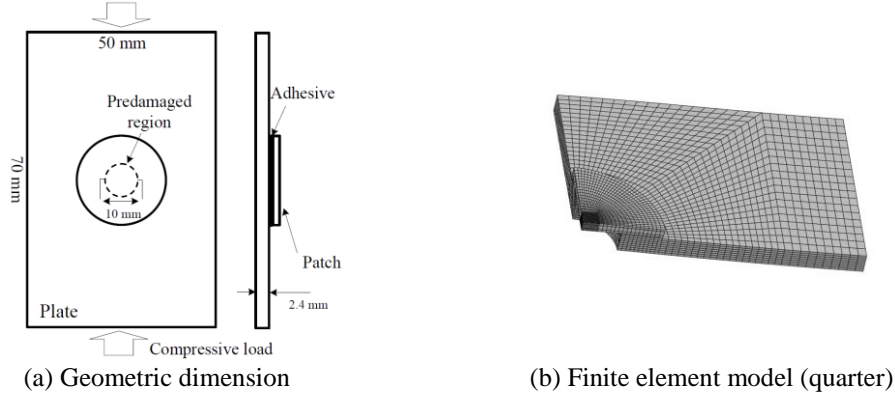 50 mm
Adhesive
Predamaged
region
70 mm
10 mm
Patch
2.4 mm
Plate
Compressive load
(a) Geometric dimension
(b) Finite element model (quarter)